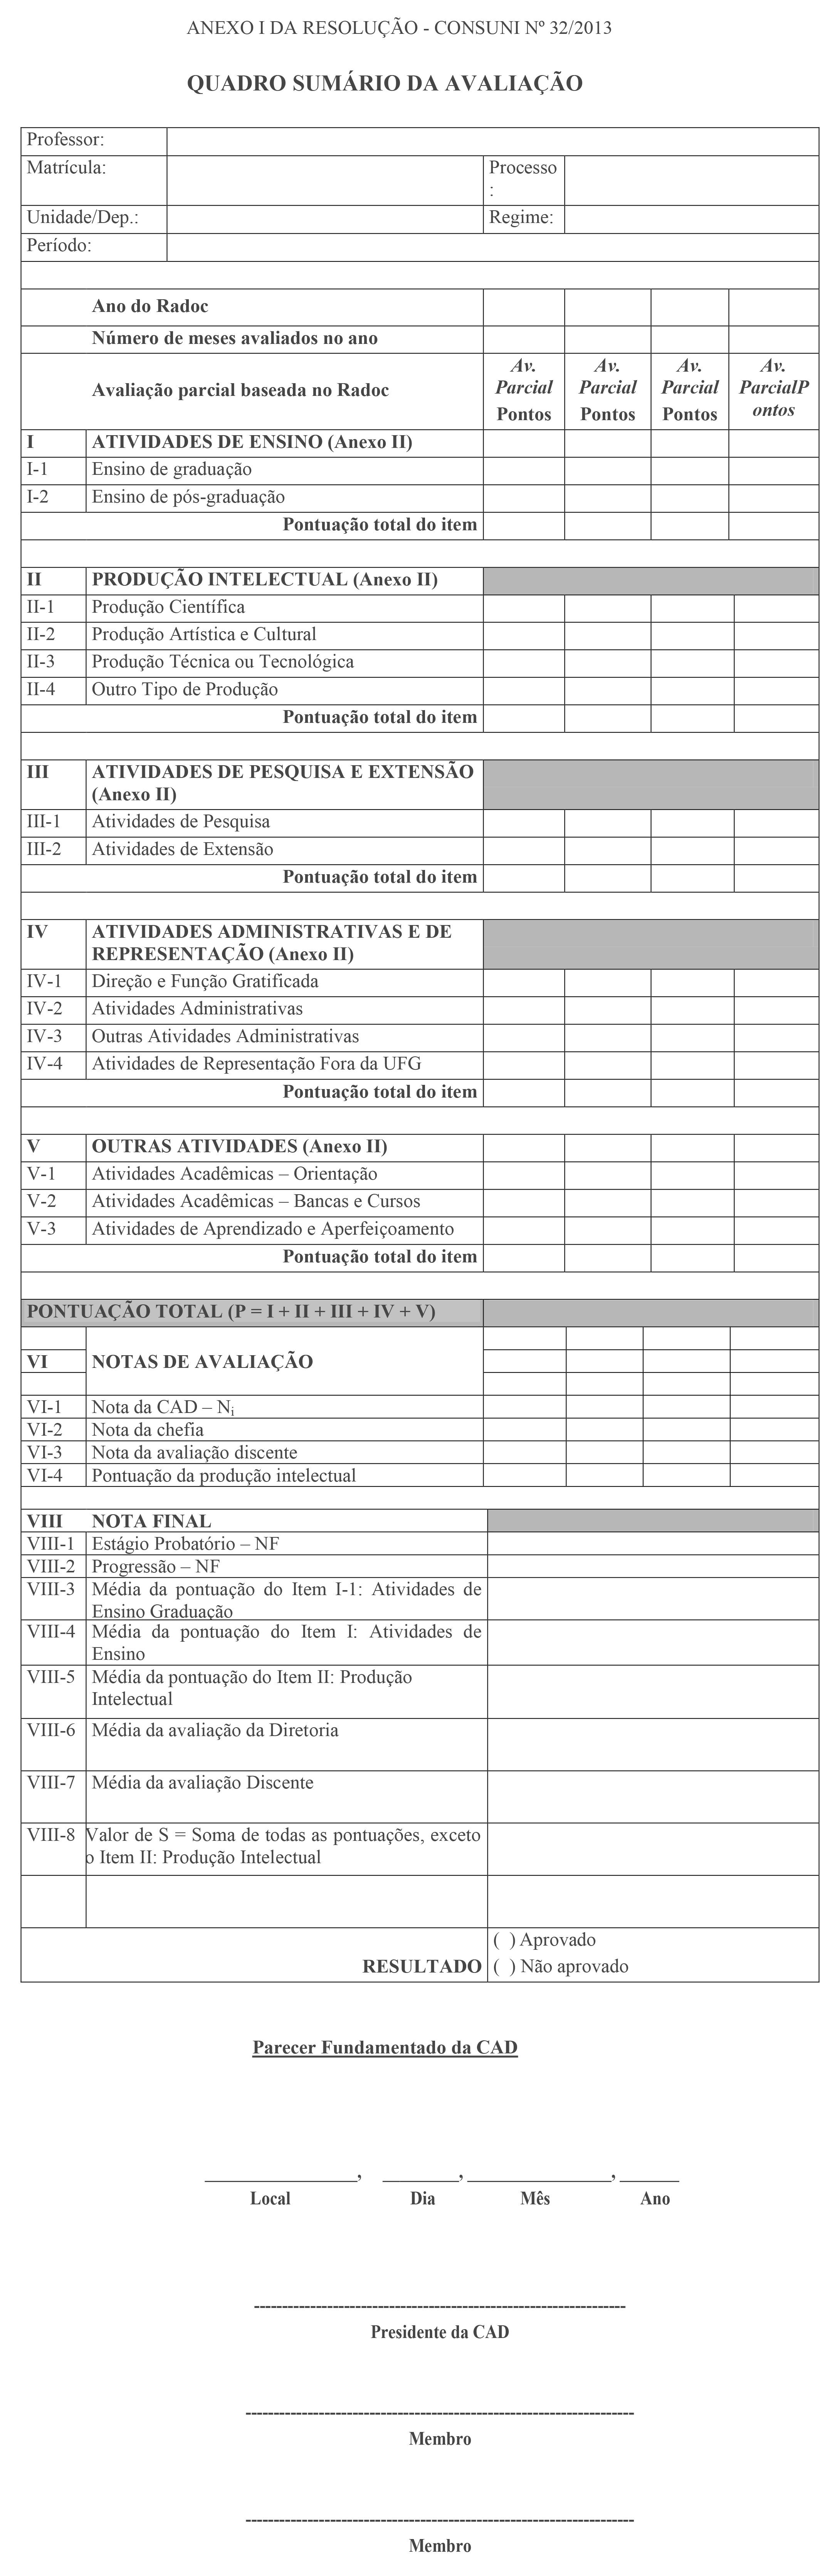 ANEXO I DA RESOLUÇÃO - CONSUNI Nº 32/2013
QUADRO SUMÁRIO DA AVALIAÇÃO
Professor:
Matrícula:
Processo
:
Unidade/Dep.:
Regime:
Período:
Ano do Radoc
Número de meses avaliados no ano
Avaliação parcial baseada no Radoc
Av. Parcial Pontos
Av. Parcial Pontos
Av. Parcial Pontos
Av. ParcialP ontos
I ATIVIDADES DE ENSINO (Anexo II)
I-1 Ensino de graduação
I-2 Ensino de pós-graduação
Pontuação total do item
II PRODUÇÃO INTELECTUAL (Anexo II)
II-1 Produção Científica
II-2 Produção Artística e Cultural
II-3 Produção Técnica ou Tecnológica
II-4 Outro Tipo de Produção
Pontuação total do item
III ATIVIDADES DE PESQUISA E EXTENSÃO
(Anexo II)
III-1 Atividades de Pesquisa
III-2 Atividades de Extensão
Pontuação total do item
IV ATIVIDADES ADMINISTRATIVAS E DE
REPRESENTAÇÃO (Anexo II)
IV-1 Direção e Função Gratificada
IV-2 Atividades Administrativas
IV-3 Outras Atividades Administrativas
IV-4 Atividades de Representação Fora da UFG
Pontuação total do item
V OUTRAS ATIVIDADES (Anexo II)
V-1 Atividades Acadêmicas – Orientação
V-2 Atividades Acadêmicas – Bancas e Cursos
V-3 Atividades de Aprendizado e Aperfeiçoamento
Pontuação total do item
PONTUAÇÃO TOTAL (P = I + II + III + IV + V)
VI NOTAS DE AVALIAÇÃO
VI-1 Nota da CAD – Ni
VI-2 Nota da chefia
VI-3 Nota da avaliação discente
VI-4 Pontuação da produção intelectual
VIII NOTA FINAL
VIII-1 Estágio Probatório – NF
VIII-2 Progressão – NF
VIII-3 Média da pontuação do Item I-1: Atividades de
Ensino Graduação
VIII-4 Média da pontuação do Item I: Atividades de
Ensino
VIII-5 Média da pontuação do Item II: Produção
Intelectual
VIII-6 Média da avaliação da Diretoria
VIII-7 Média da avaliação Discente
VIII-8 Valor de S = Soma de todas as pontuações, exceto
o Item II: Produção Intelectual
( ) Aprovado
RESULTADO ( ) Não aprovado
Parecer Fundamentado da CAD
________________, ________, _______________, ______
Local Dia Mês Ano
------------------------------------------------------------------
Presidente da CAD
---------------------------------------------------------------------
Membro
---------------------------------------------------------------------
Membro